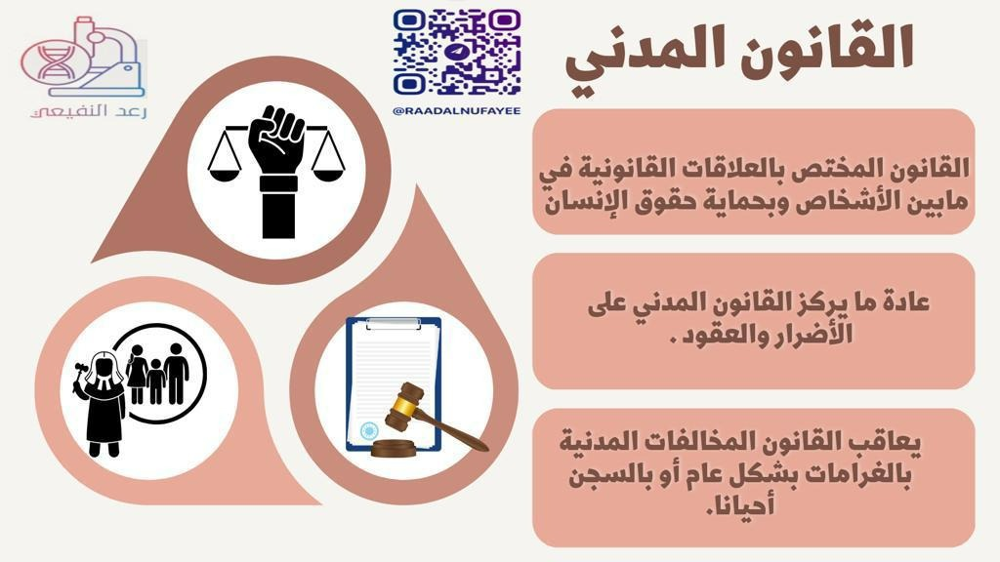 رعد النفيعي
@RAADALNUFAYEE
القانون المدني
القانون المختص بالعلاقات القانونية في
مابين الأشخاص وبحماية حقوق الإنسان
عادة ما يركز القانون المدني على
الأضرار والعقود .
يعاقب القانون المخالفات المدنية
بالغرامات بشكل عام أو بالسجن
أحيانا.